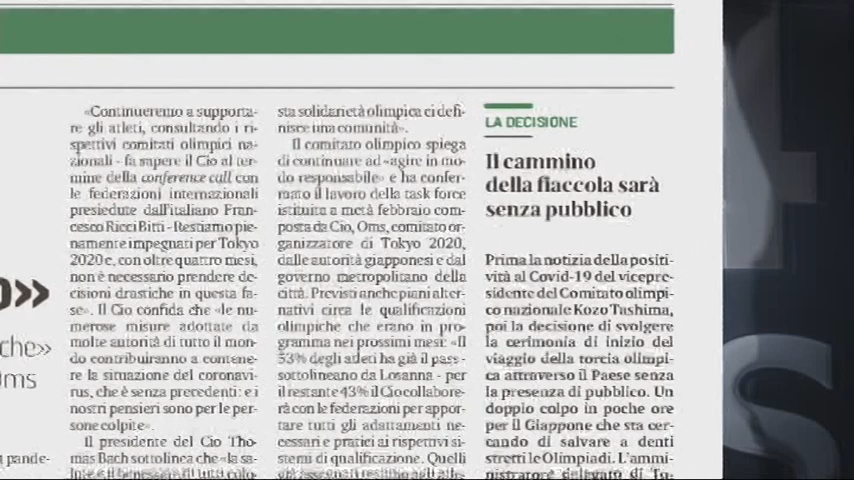 o»
che»
Oms
a pande-
«Continueremo a supporta-
re gli atleti, consultando i ri-
spettivi comitati olimpici na-
zionali - fa sapere il Cio al ter-
mine della conference call con
le federazioni internazionali
presiedute dall'italiano Fran-
cesco Ricci Bitti - Restiamo pie-
namente impegnati per Tokyo
2020 e, con oltre quattro mesi,
non è necessario prendere de-
cisioni drastiche in questa fa-
se». Il Cio confida che «le nu-
merose misure adottate da
molte autorità di tutto il mon-
do contribuiranno a contene-
re la situazione del coronavi-
rus, che è senza precedenti: e i
nostri pensieri sono per le per-
sone colpite».
Il presidente del Cio Tho-
mas Bach sottolinea che «la sa-
lute e il benessere di tutti colo-
sta solidarietà olimpica ci defi-
nisce una comunità».
Il comitato olimpico spiega
di continuare ad «agire in mo-
do responsabile» e ha confer-
mato il lavoro della task force
istituita a metà febbraio com-
posta da Cio, Oms, comitato or-
ganizzatore di Tokyo 2020,
dalle autorità giapponesi e dal
governo metropolitano della
città. Previsti anche piani alter-
nativi circa le qualificazioni
olimpiche che erano in pro-
gramma nei prossimi mesi: «Il
53% degli atleti ha già il pass -
sottolineano da Losanna - per
il restante 43% il Cio collabore-
rà con le federazioni per appor-
tare tutti gli adattamenti ne-
cessari e pratici ai rispettivi si-
stemi di qualificazione. Quelli
LA DECISIONE
Il cammino
della fiaccola sarà
senza pubblico
Prima la notizia della positi-
vità al Covid-19 del vicepre-
sidente del Comitato olimpi-
co nazionale Kozo Tashima,
poi la decisione di svolgere
la cerimonia di inizio del
viaggio della torcia olimpi-
ca attraverso il Paese senza
la presenza di pubblico. Un
doppio colpo in poche ore
per il Giappone che sta cer-
cando di salvare a denti
stretti le Olimpiadi. L'ammi-
nistratore delegato di To-